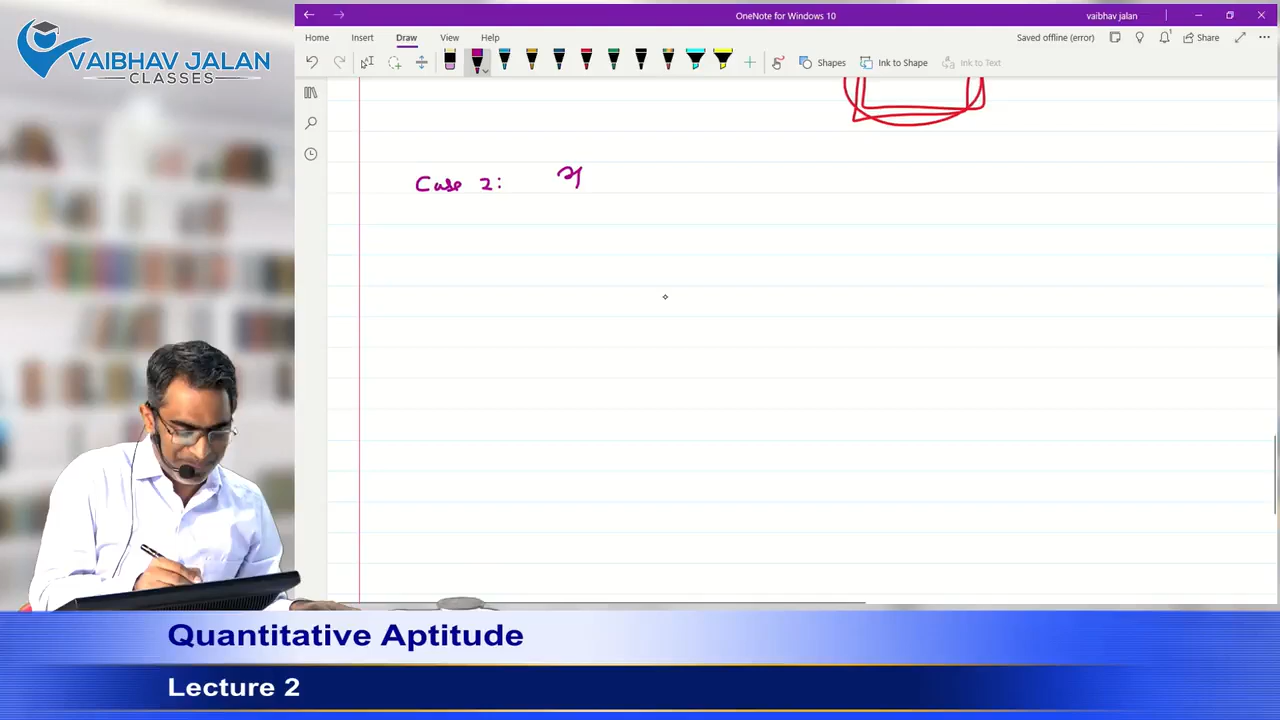 VAIBHAV JALAN
CLASSES
OneNote for Windows 10
vaibhav jalan
Home Insert Draw View Help
Saved offline (error)
Share
Shapes
Ink to Shape
Ink to Text
Case 2:
Quantitative Aptitude
Lecture 2